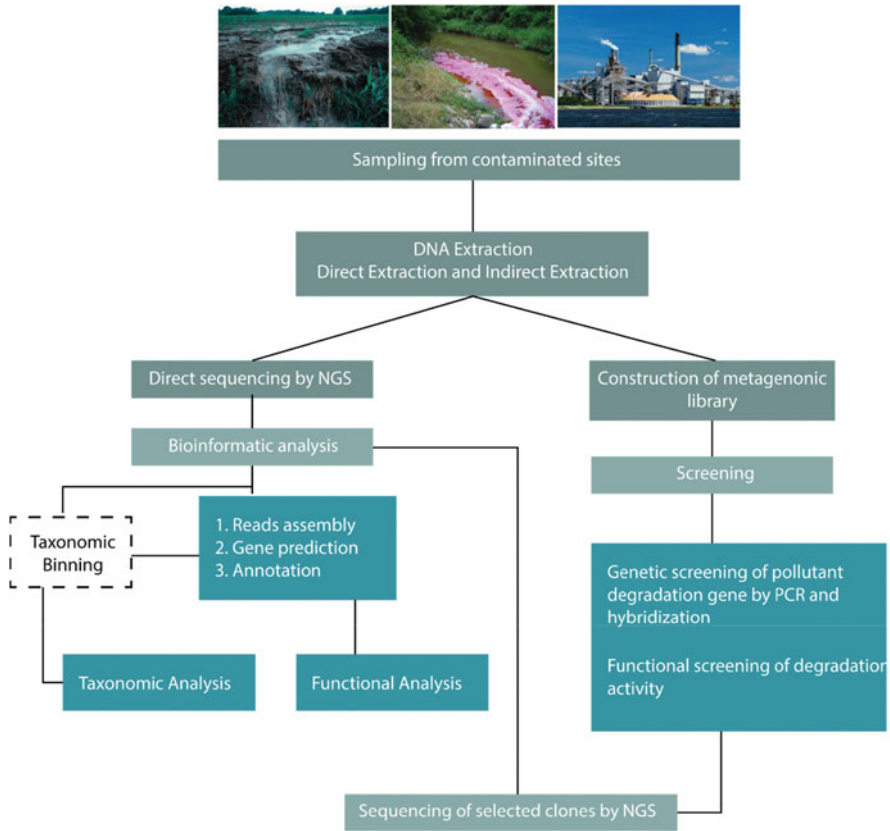 Sampling from contaminated sites
DNA Extraction
Direct Extraction and Indirect Extraction
Direct sequencing by NGS
Construction of metagenonic
library
Bioinformatic analysis
Screening
Taxonomic
Binning
1. Reads assembly
2. Gene prediction
3. Annotation
Genetic screening of pollutant
degradation gene by PCR and
hybridization
Functional screening of degradation
activity
Taxonomic Analysis
Functional Analysis
Sequencing of selected clones by NGS